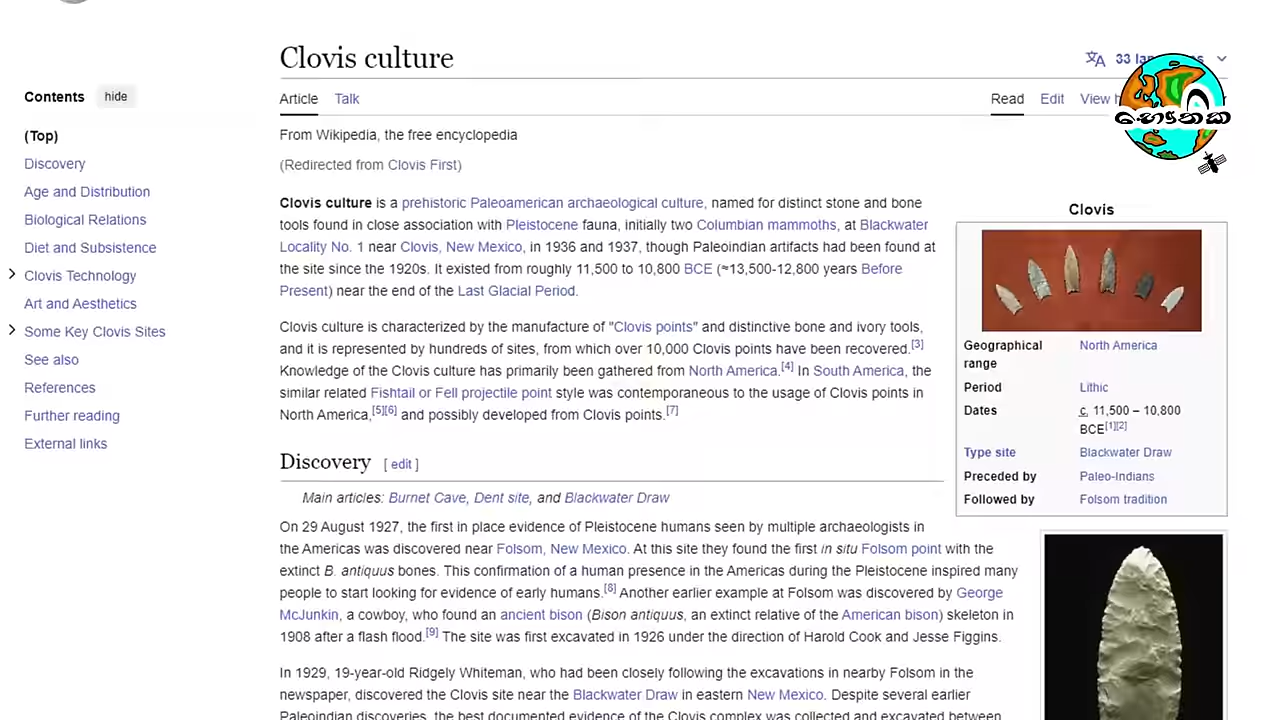 Clovis culture
33
Contents
hide
Article
Talk
Read
Edit
View
භෞතික
(Top)
Discovery
Age and Distribution
Biological Relations
Diet and Subsistence
Clovis Technology
Art and Aesthetics
Some Key Clovis Sites
See also
References
Further reading
External links
From Wikipedia, the free encyclopedia
(Redirected from Clovis First)
Clovis culture is a prehistoric Paleoamerican archaeological culture, named for distinct stone and bone
tools found in close association with Pleistocene fauna, initially two Columbian mammoths, at Blackwater
Locality No. 1 near Clovis, New Mexico, in 1936 and 1937, though Paleoindian artifacts had been found at
the site since the 1920s. It existed from roughly 11,500 to 10,800 BCE (≈13,500-12,800 years Before
Present) near the end of the Last Glacial Period.
Clovis culture is characterized by the manufacture of "Clovis points" and distinctive bone and ivory tools,
and it is represented by hundreds of sites, from which over 10,000 Clovis points have been recovered.[3]
Knowledge of the Clovis culture has primarily been gathered from North America.[4] In South America, the
similar related Fishtail or Fell projectile point style was contemporaneous to the usage of Clovis points in
North America,[5][6] and possibly developed from Clovis points.[7]
Clovis
Geographical range
North America
Period
Lithic
Dates
c. 11,500 – 10,800
BCE[1][2]
Type site
Blackwater Draw
Preceded by
Paleo-Indians
Followed by
Folsom tradition
Discovery [ edit ]
Main articles: Burnet Cave, Dent site, and Blackwater Draw
On 29 August 1927, the first in place evidence of Pleistocene humans seen by multiple archaeologists in
the Americas was discovered near Folsom, New Mexico. At this site they found the first in situ Folsom point with the
extinct B. antiquus bones. This confirmation of a human presence in the Americas during the Pleistocene inspired many
people to start looking for evidence of early humans.[8] Another earlier example at Folsom was discovered by George
McJunkin, a cowboy, who found an ancient bison (Bison antiquus, an extinct relative of the American bison) skeleton in
1908 after a flash flood.[9] The site was first excavated in 1926 under the direction of Harold Cook and Jesse Figgins.
In 1929, 19-year-old Ridgely Whiteman, who had been closely following the excavations in nearby Folsom in the
newspaper, discovered the Clovis site near the Blackwater Draw in eastern New Mexico. Despite several earlier
Paleoindian discoveries, the best documented evidence of the Clovis complex was collected and excavated between